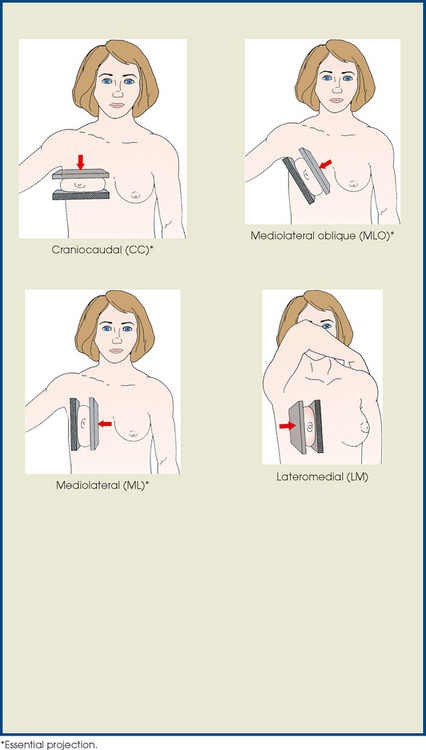 Craniocaudal (CC)*
Mediolateral oblique (MLO)*
Mediolateral (ML)*
Lateromedial (LM)
*Essential projection.